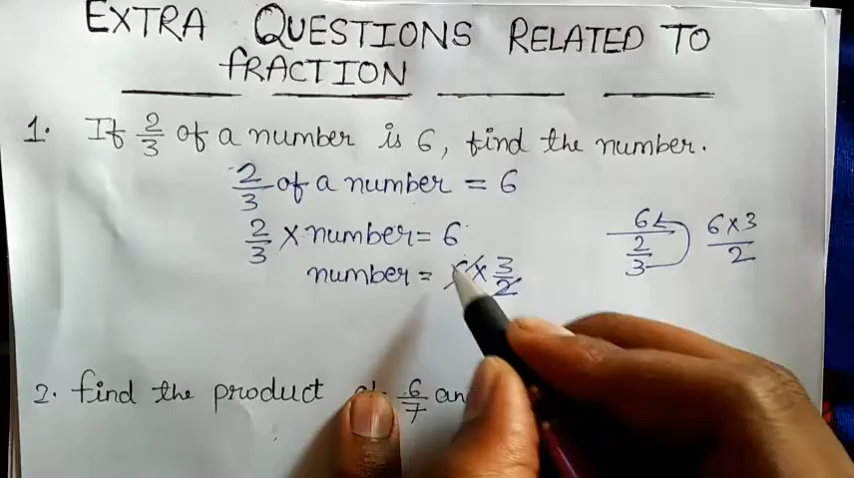 EXTRA QUESTIONS RELATED TO
FRACTION
1. If 2/3 of a number is 6, find the number.
2/3 of a number = 6
2/3 × number = 6
number = 6 × 3/2
6 / 2/3
6×3/2
2. find the product 6/7